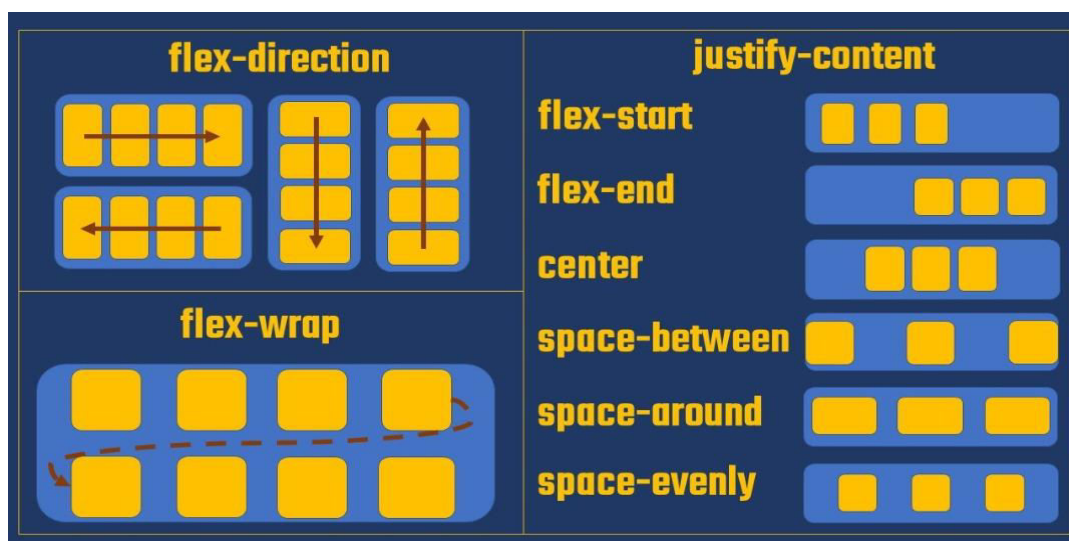 flex-direction
flex-wrap
justify-content
flex-start
flex-end
center
space-between
space-around
space-evenly